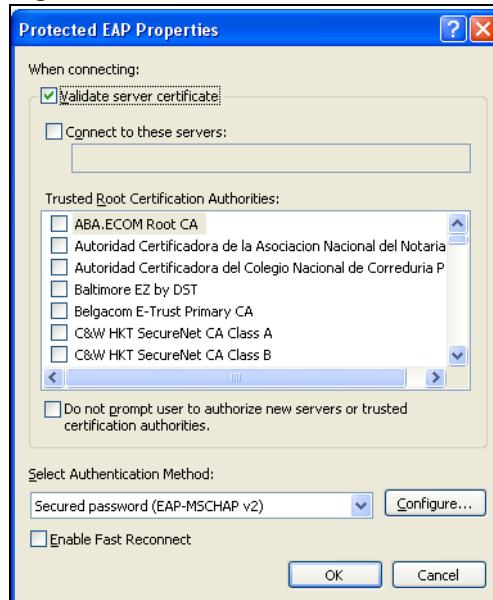 Protected EAP Properties
When connecting:
Validate server certificate
Connect to these servers:
Trusted Root Certification Authorities:
ABA.ECOM Root CA
Autoridad Certificadora de la Asociacion Nacional del Notaria
Autoridad Certificadora del Colegio Nacional de Correduria P
Baltimore EZ by DST
Belgacom E-Trust Primary CA
C&W HKT SecureNet CA Class A
C&W HKT SecureNet CA Class B
Do not prompt user to authorize new servers or trusted
certification authorities.
Select Authentication Method:
Secured password (EAP-MSCHAP v2)
Configure...
Enable Fast Reconnect
OK
Cancel